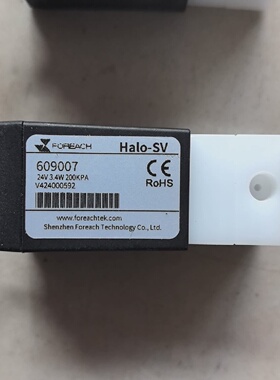 FOREACH
Halo-SV
609007
24V 3.4W 200KPA
V424000592
CE
RoHS
www.foreachtek.com
Shenzhen Foreach Technology Co., Ltd.